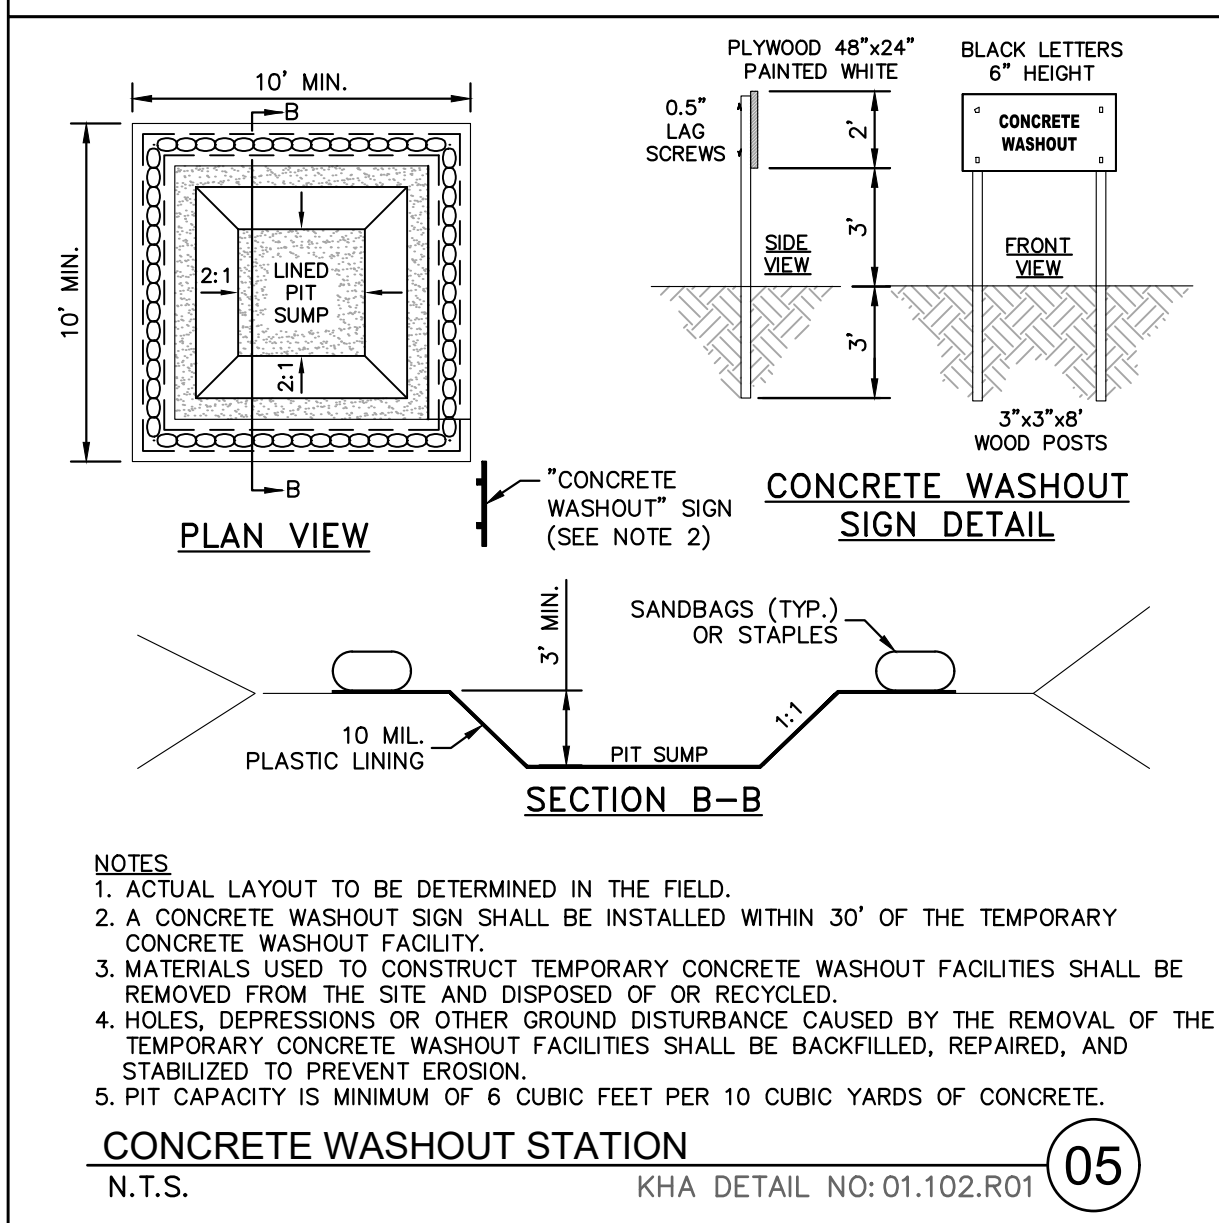 10' MIN.
B
10' MIN.
2:1
LINED
PIT
SUMP
2:1
B
PLAN VIEW
"CONCRETE
WASHOUT" SIGN
(SEE NOTE 2)
PLYWOOD 48"x24"
PAINTED WHITE
0.5"
LAG
SCREWS
2'
3'
3'
SIDE
VIEW
BLACK LETTERS
6" HEIGHT
CONCRETE
WASHOUT
FRONT
VIEW
3"x3"x8'
WOOD POSTS
CONCRETE WASHOUT
SIGN DETAIL
3' MIN.
SANDBAGS (TYP.)
OR STAPLES
10 MIL.
PLASTIC LINING
PIT SUMP
1:1
SECTION B-B
NOTES
1. ACTUAL LAYOUT TO BE DETERMINED IN THE FIELD.
2. A CONCRETE WASHOUT SIGN SHALL BE INSTALLED WITHIN 30' OF THE TEMPORARY
CONCRETE WASHOUT FACILITY.
3. MATERIALS USED TO CONSTRUCT TEMPORARY CONCRETE WASHOUT FACILITIES SHALL BE
REMOVED FROM THE SITE AND DISPOSED OF OR RECYCLED.
4. HOLES, DEPRESSIONS OR OTHER GROUND DISTURBANCE CAUSED BY THE REMOVAL OF THE
TEMPORARY CONCRETE WASHOUT FACILITIES SHALL BE BACKFILLED, REPAIRED, AND
STABILIZED TO PREVENT EROSION.
5. PIT CAPACITY IS MINIMUM OF 6 CUBIC FEET PER 10 CUBIC YARDS OF CONCRETE.
CONCRETE WASHOUT STATION
05
N.T.S.
KHA DETAIL NO: 01.102.R01